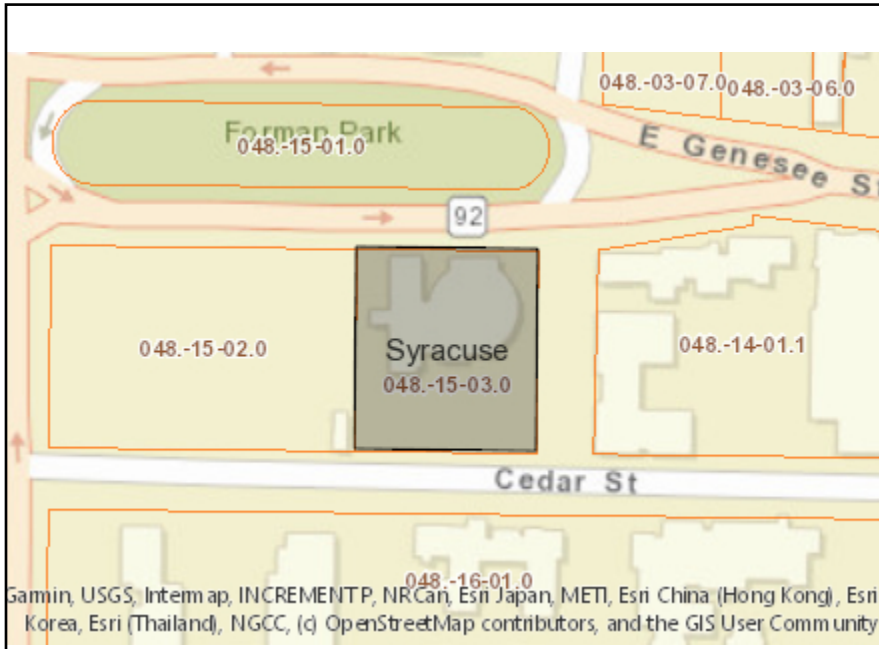 048.-03-07.0
048.-03-06.0
Forman Park
048.-15-01.0
E Genesee St
92
048.-15-02.0
Syracuse
048.-15-03.0
048.-14-01.1
Cedar St
048.-16-01.0
Garmin, USGS, Intermap, INCREMENT P, NRCan, Esri Japan, METI, Esri China (Hong Kong), Esri
Korea, Esri (Thailand), NGCC, (c) OpenStreetMap contributors, and the GIS User Community